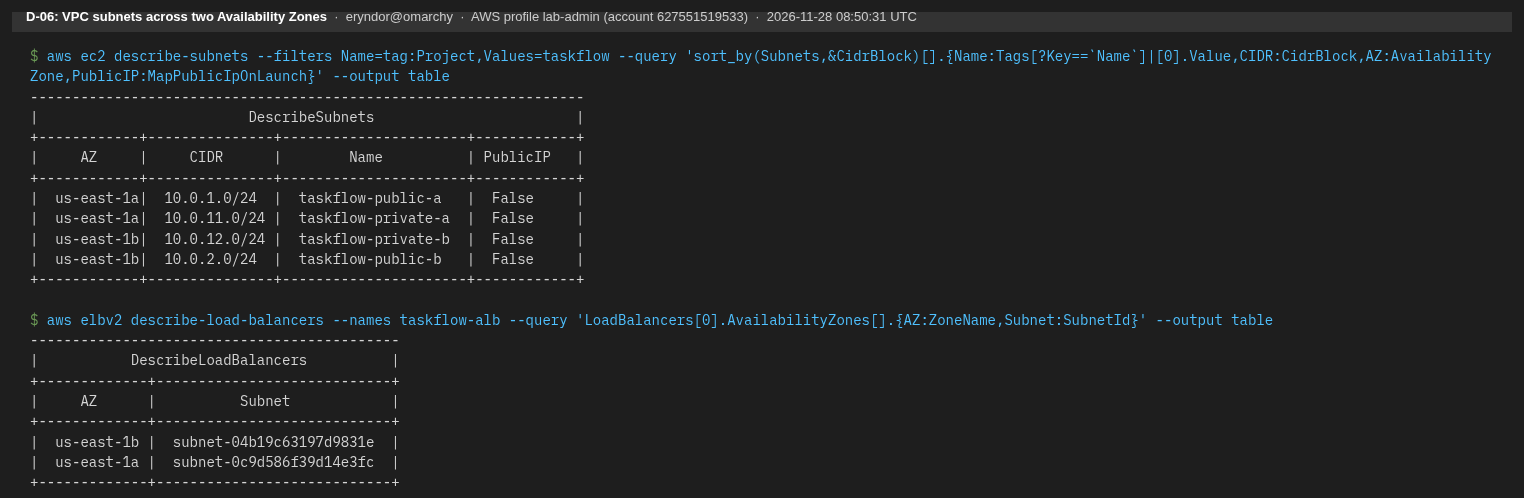 D-06: VPC subnets across two Availability Zones · eryndor@omarchy · AWS profile lab-admin (account 627551519533) · 2026-11-28 08:50:31 UTC
$ aws ec2 describe-subnets --filters Name=tag:Project,Values=taskflow --query 'sort_by(Subnets,&CidrBlock)[].{Name:Tags[?Key==`Name`]|[0].Value,CIDR:CidrBlock,AZ:Availability
Zone,PublicIP:MapPublicIpOnLaunch}' --output table
------------------------------------------------------------------
|                         DescribeSubnets                        |
+------------+---------------+----------------------+------------+
|     AZ     |     CIDR      |        Name          | PublicIP   |
+------------+---------------+----------------------+------------+
|  us-east-1a|  10.0.1.0/24  |  taskflow-public-a   |  False     |
|  us-east-1a|  10.0.11.0/24 |  taskflow-private-a  |  False     |
|  us-east-1b|  10.0.12.0/24 |  taskflow-private-b  |  False     |
|  us-east-1b|  10.0.2.0/24  |  taskflow-public-b   |  False     |
+------------+---------------+----------------------+------------+
$ aws elbv2 describe-load-balancers --names taskflow-alb --query 'LoadBalancers[0].AvailabilityZones[].{AZ:ZoneName,Subnet:SubnetId}' --output table
--------------------------------------------
|           DescribeLoadBalancers          |
+-------------+----------------------------+
|     AZ      |          Subnet            |
+-------------+----------------------------+
|  us-east-1b |  subnet-04b19c63197d9831e  |
|  us-east-1a |  subnet-0c9d586f39d14e3fc  |
+-------------+----------------------------+